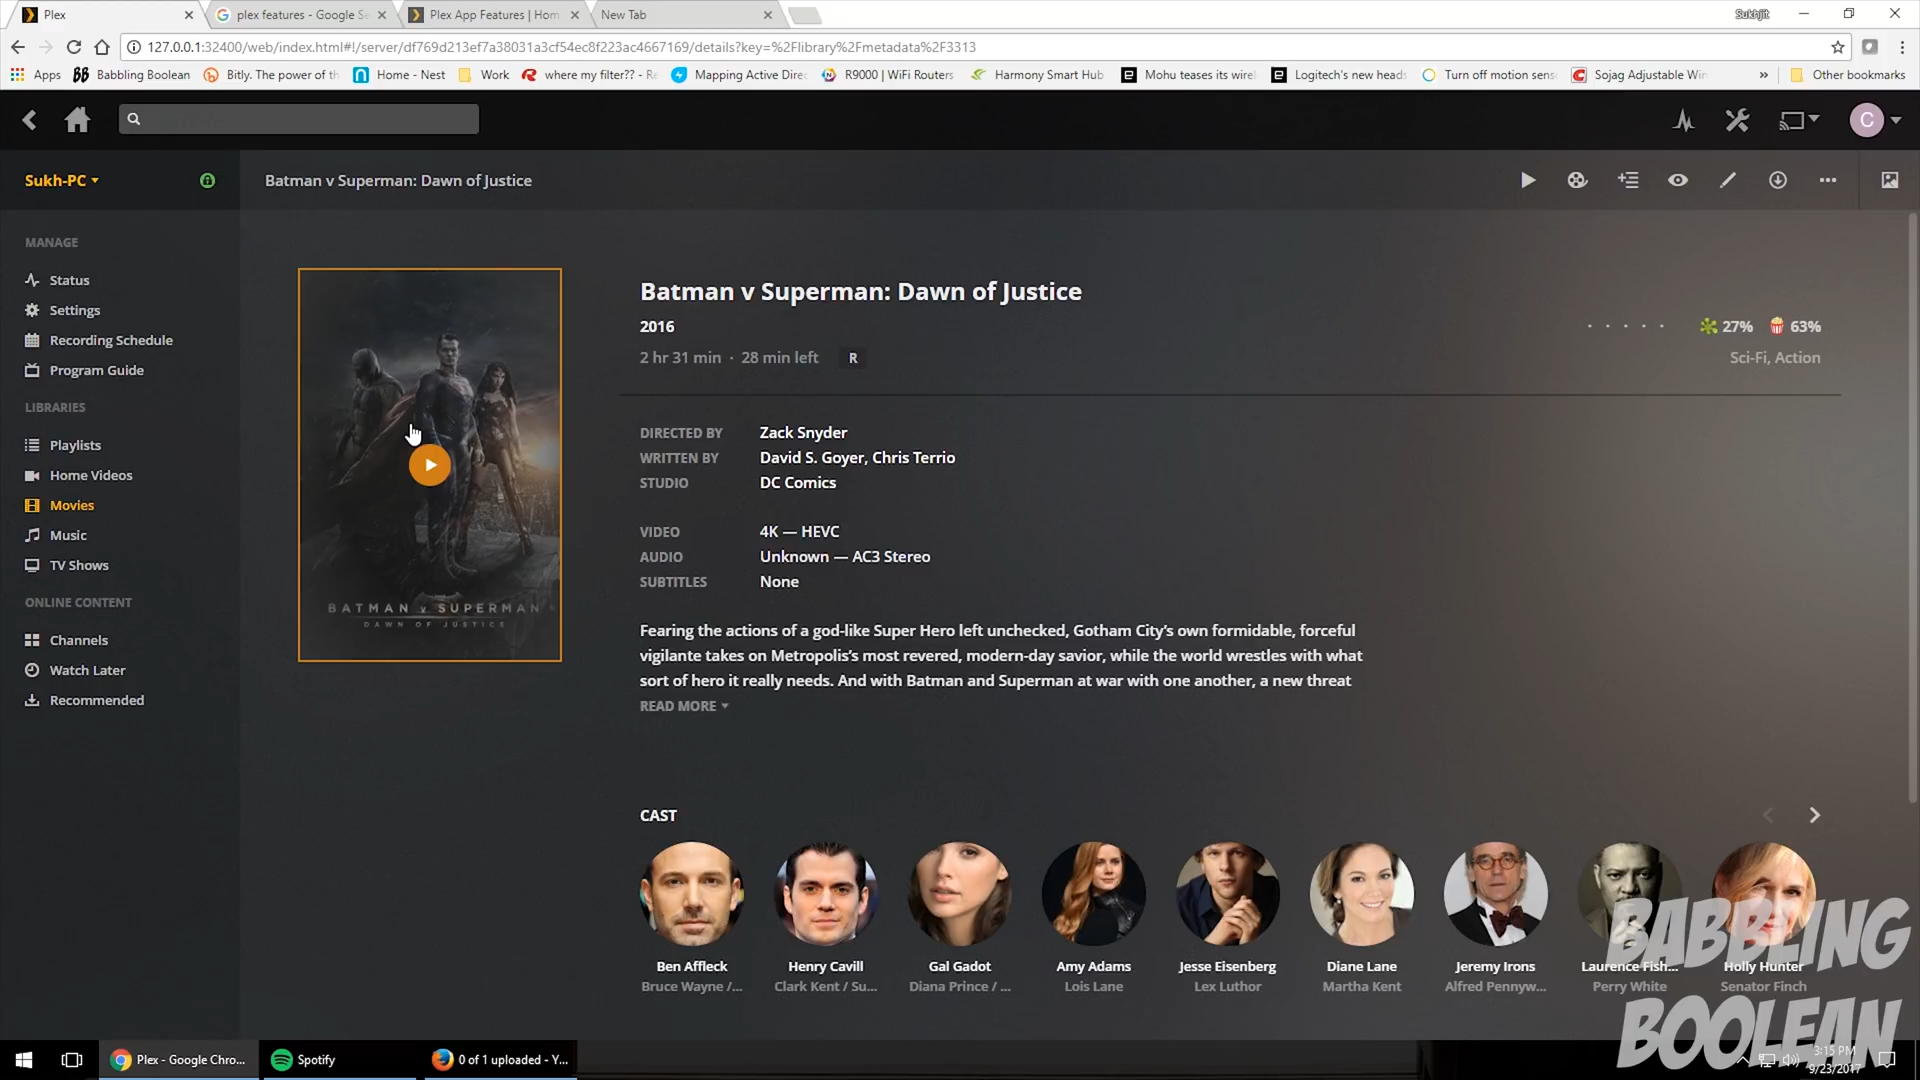 Plex
plex features - Google Se
Plex App Features | Hom
New Tab
Sukhjit
127.0.0.1:32400/web/index.html#!/server/df769d213ef7a38031a3cf54ec8f223ac4667169/details?key=%2Flibrary%2Fmetadata%2F3313
Apps
Babbling Boolean
Bitly. The power of th
Home - Nest
Work
where my filter?? - Re
Mapping Active Dire
R9000 | WiFi Routers
Harmony Smart Hub
Mohu teases its wirel
Logitech's new heads
Turn off motion senso
Sojag Adjustable Win
Other bookmarks
C
Sukh-PC
Batman v Superman: Dawn of Justice
MANAGE
Status
Settings
Recording Schedule
Program Guide
LIBRARIES
Playlists
Home Videos
Movies
Music
TV Shows
ONLINE CONTENT
Channels
Watch Later
Recommended
BATMAN v SUPERMAN
DAWN OF JUSTICE
Batman v Superman: Dawn of Justice
2016
27% 63%
2 hr 31 min · 28 min left R
Sci-Fi, Action
DIRECTED BY Zack Snyder
WRITTEN BY David S. Goyer, Chris Terrio
STUDIO DC Comics
VIDEO 4K — HEVC
AUDIO Unknown — AC3 Stereo
SUBTITLES None
Fearing the actions of a god-like Super Hero left unchecked, Gotham City's own formidable, forceful
vigilante takes on Metropolis's most revered, modern-day savior, while the world wrestles with what
sort of hero it really needs. And with Batman and Superman at war with one another, a new threat
READ MORE
CAST
Ben Affleck
Bruce Wayne /...
Henry Cavill
Clark Kent / Su...
Gal Gadot
Diana Prince / ...
Amy Adams
Lois Lane
Jesse Eisenberg
Lex Luthor
Diane Lane
Martha Kent
Jeremy Irons
Alfred Pennyw...
Laurence Fish...
Perry White
Holly Hunter
Senator Finch
BABBLING
BOOLEAN
Plex - Google Chro...
Spotify
0 of 1 uploaded - Y...
3:15 PM
9/23/2017